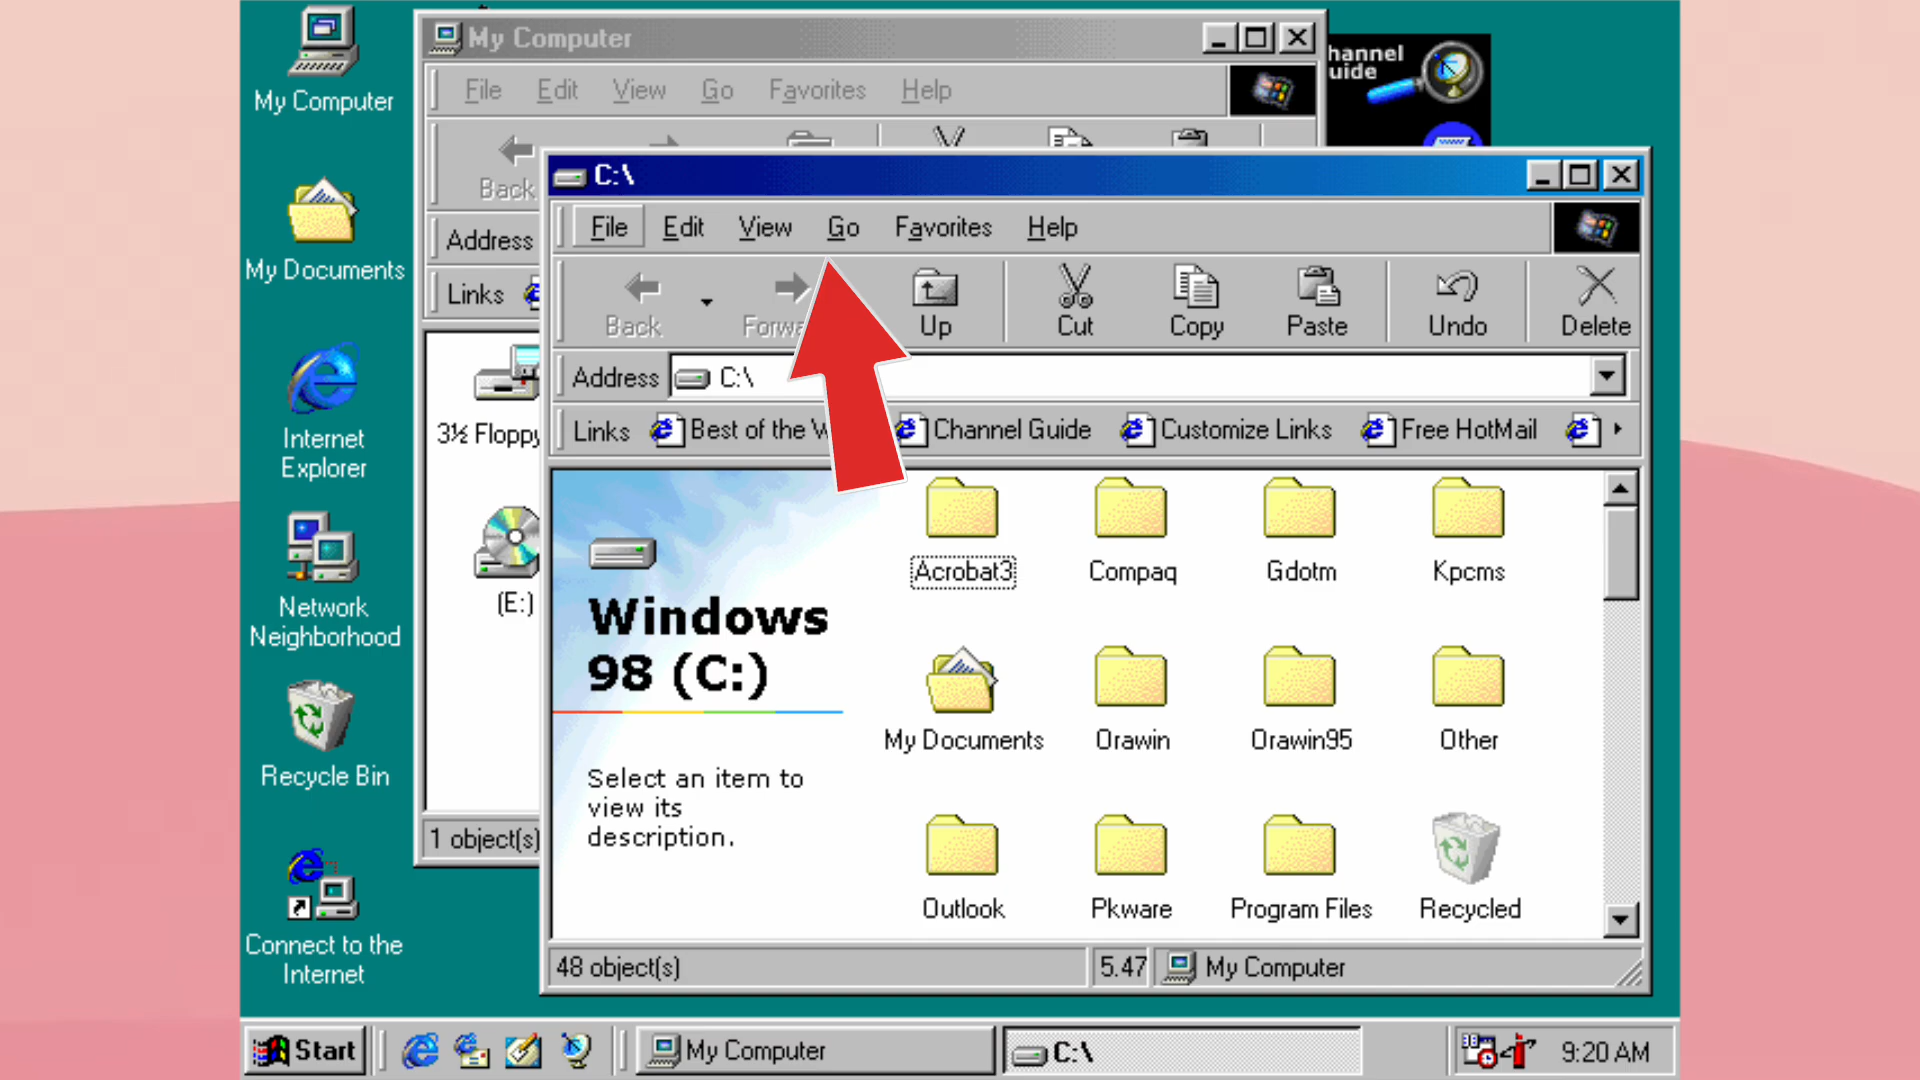 My Computer
My Documents
Internet
Explorer
Network
Neighborhood
Recycle Bin
Connect to the
Internet
My Computer
File Edit View Go Favorites Help
Back
Address
Links
3½ Floppy
(E:)
1 object(s)
hannel
uide
C:\
File Edit View Go Favorites Help
Back Forwa Up Cut Copy Paste Undo Delete
Address C:\
Links Best of the W Channel Guide Customize Links Free HotMail
Windows
98 (C:)
Select an item to
view its
description.
Acrobat3 Compaq Gdotm Kpcms
My Documents Orawin Orawin95 Other
Outlook Pkware Program Files Recycled
48 object(s) 5.47 My Computer
Start My Computer C:\ 9:20 AM